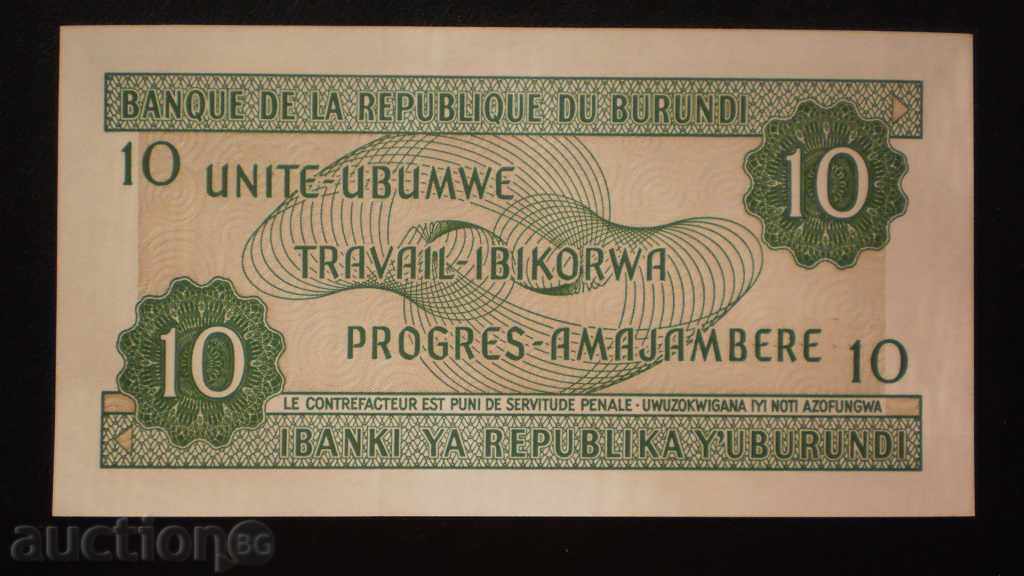 BANQUE DE LA REPUBLIQUE DU BURUNDI
10
UNITE-UBUMWE
10
TRAVAIL-IBIKORWA
PROGRES-AMAJAMBERE
10
10
LE CONTREFACTEUR EST PUNI DE SERVITUDE PENALE - UWUZOKWIGANA IYI NOTI AZOFUNGWA
IBANKI YA REPUBLIKA Y'UBURUNDI
auction BG